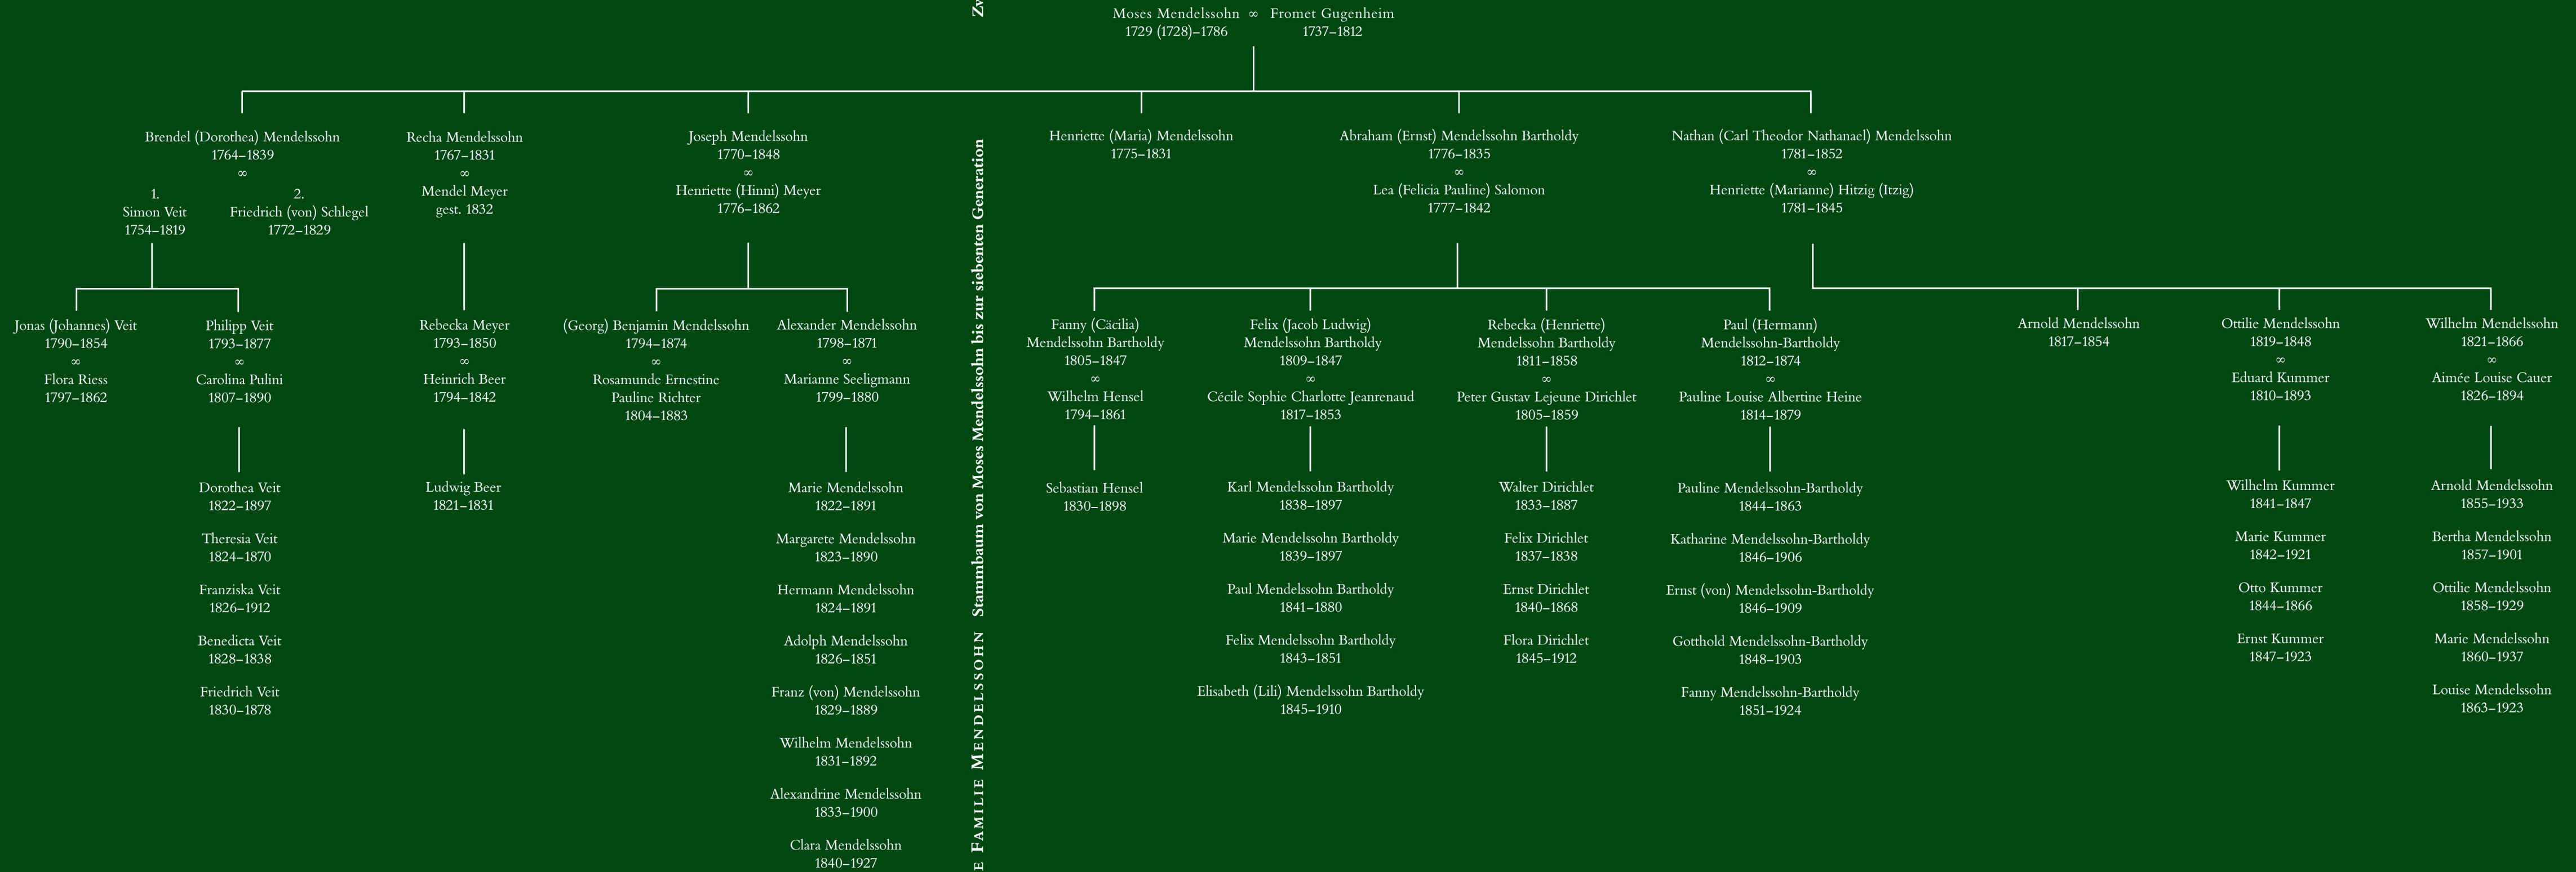 Moses Mendelssohn ∞ Fromet Gugenheim
1729 (1728)–1786 1737–1812
Brendel (Dorothea) Mendelssohn
1764–1839
∞
1. 2.
Simon Veit Friedrich (von) Schlegel
1754–1819 1772–1829
Recha Mendelssohn
1767–1831
∞
Mendel Meyer
gest. 1832
Joseph Mendelssohn
1770–1848
∞
Henriette (Hinni) Meyer
1776–1862
Henriette (Maria) Mendelssohn
1775–1831
Abraham (Ernst) Mendelssohn Bartholdy
1776–1835
∞
Lea (Felicia Pauline) Salomon
1777–1842
Nathan (Carl Theodor Nathanael) Mendelssohn
1781–1852
∞
Henriette (Marianne) Hitzig (Itzig)
1781–1845
Jonas (Johannes) Veit
1790–1854
∞
Flora Riess
1797–1862
Philipp Veit
1793–1877
∞
Carolina Pulini
1807–1890
Rebecka Meyer
1793–1850
∞
Heinrich Beer
1794–1842
(Georg) Benjamin Mendelssohn
1794–1874
∞
Rosamunde Ernestine
Pauline Richter
1804–1883
Alexander Mendelssohn
1798–1871
∞
Marianne Seeligmann
1799–1880
Fanny (Cäcilia)
Mendelssohn Bartholdy
1805–1847
∞
Wilhelm Hensel
1794–1861
Felix (Jacob Ludwig)
Mendelssohn Bartholdy
1809–1847
∞
Cécile Sophie Charlotte Jeanrenaud
1817–1853
Rebecka (Henriette)
Mendelssohn Bartholdy
1811–1858
∞
Peter Gustav Lejeune Dirichlet
1805–1859
Paul (Hermann)
Mendelssohn-Bartholdy
1812–1874
∞
Pauline Louise Albertine Heine
1814–1879
Arnold Mendelssohn
1817–1854
Ottilie Mendelssohn
1819–1848
∞
Eduard Kummer
1810–1893
Wilhelm Mendelssohn
1821–1866
∞
Aimée Louise Cauer
1826–1894
Dorothea Veit
1822–1897
Theresia Veit
1824–1870
Franziska Veit
1826–1912
Benedicta Veit
1828–1838
Friedrich Veit
1830–1878
Ludwig Beer
1821–1831
Marie Mendelssohn
1822–1891
Margarete Mendelssohn
1823–1890
Hermann Mendelssohn
1824–1891
Adolph Mendelssohn
1826–1851
Franz (von) Mendelssohn
1829–1889
Wilhelm Mendelssohn
1831–1892
Alexandrine Mendelssohn
1833–1900
Clara Mendelssohn
1840–1927
Sebastian Hensel
1830–1898
Karl Mendelssohn Bartholdy
1838–1897
Marie Mendelssohn Bartholdy
1839–1897
Paul Mendelssohn Bartholdy
1841–1880
Felix Mendelssohn Bartholdy
1843–1851
Elisabeth (Lili) Mendelssohn Bartholdy
1845–1910
Walter Dirichlet
1833–1887
Felix Dirichlet
1837–1838
Ernst Dirichlet
1840–1868
Flora Dirichlet
1845–1912
Pauline Mendelssohn-Bartholdy
1844–1863
Katharine Mendelssohn-Bartholdy
1846–1906
Ernst (von) Mendelssohn-Bartholdy
1846–1909
Gotthold Mendelssohn-Bartholdy
1848–1903
Fanny Mendelssohn-Bartholdy
1851–1924
Wilhelm Kummer
1841–1847
Marie Kummer
1842–1921
Otto Kummer
1844–1866
Ernst Kummer
1847–1923
Arnold Mendelssohn
1855–1933
Bertha Mendelssohn
1857–1901
Ottilie Mendelssohn
1858–1929
Marie Mendelssohn
1860–1937
Louise Mendelssohn
1863–1923
E FAMILIE MENDELSSOHN Stammbaum von Moses Mendelssohn bis zur siebenten Generation Zw